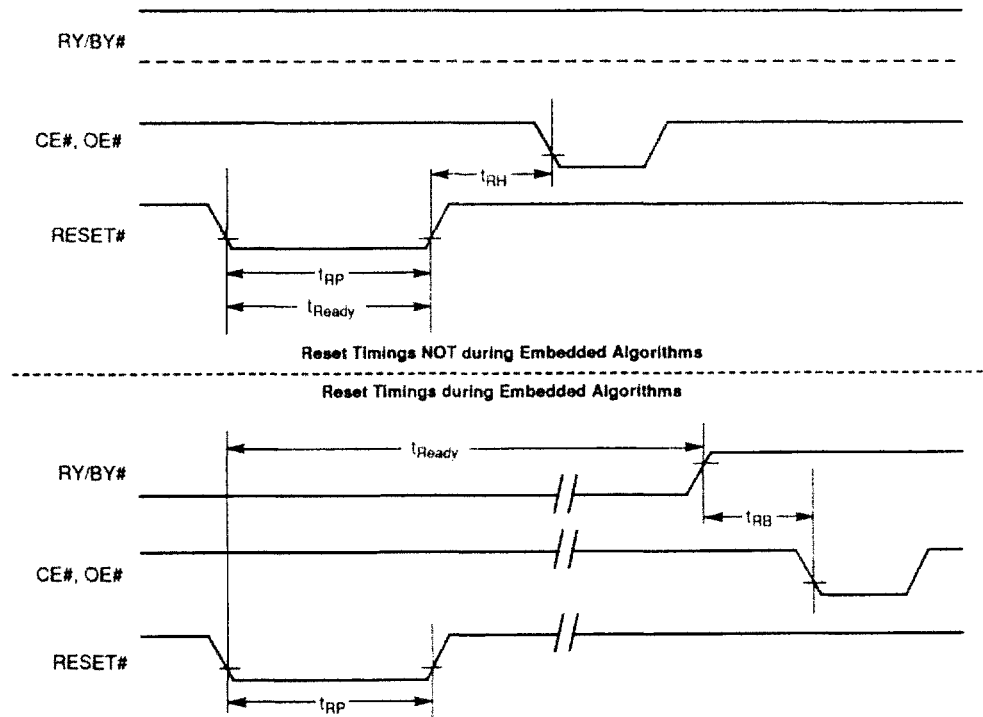 RY/BY#
CE#, OE#
tRH
RESET#
tRP
tReady
Reset Timings NOT during Embedded Algorithms
Reset Timings during Embedded Algorithms
tReady
RY/BY#
tRB
CE#, OE#
RESET#
tRP